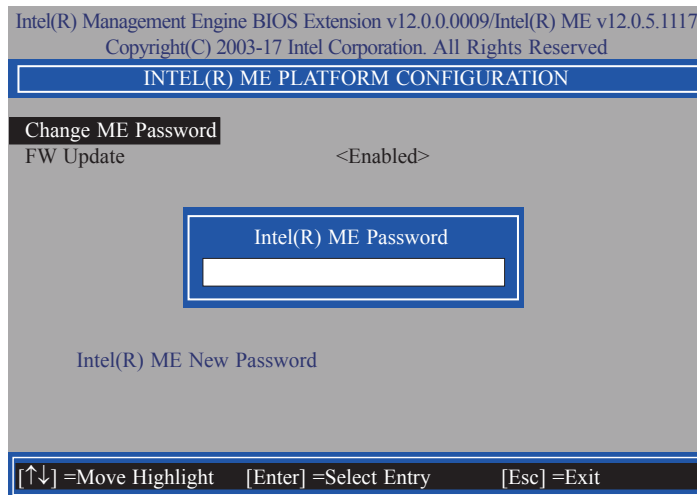 Intel(R) Management Engine BIOS Extension v12.0.0.0009/Intel(R) ME v12.0.5.1117
Copyright(C) 2003-17 Intel Corporation. All Rights Reserved
INTEL(R) ME PLATFORM CONFIGURATION
Change ME Password
FW Update <Enabled>
Intel(R) ME Password
Intel(R) ME New Password
[↑↓] =Move Highlight [Enter] =Select Entry [Esc] =Exit